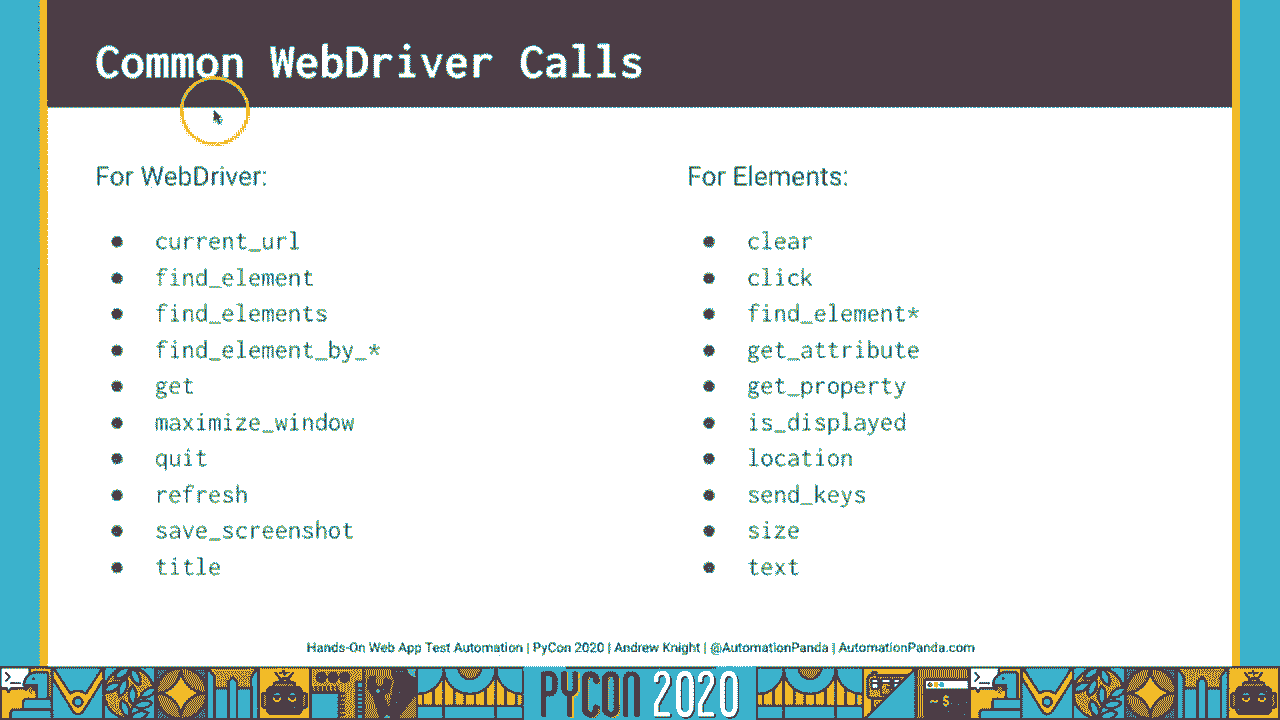 Common WebDriver Calls
For WebDriver:
current_url
find_element
find_elements
find_element_by_*
get
maximize_window
quit
refresh
save_screenshot
title
For Elements:
clear
click
find_element*
get_attribute
get_property
is_displayed
location
send_keys
size
text
Hands-On Web App Test Automation | PyCon 2020 | Andrew Knight | @AutomationPanda | AutomationPanda.com
PYCON 2020
~ $